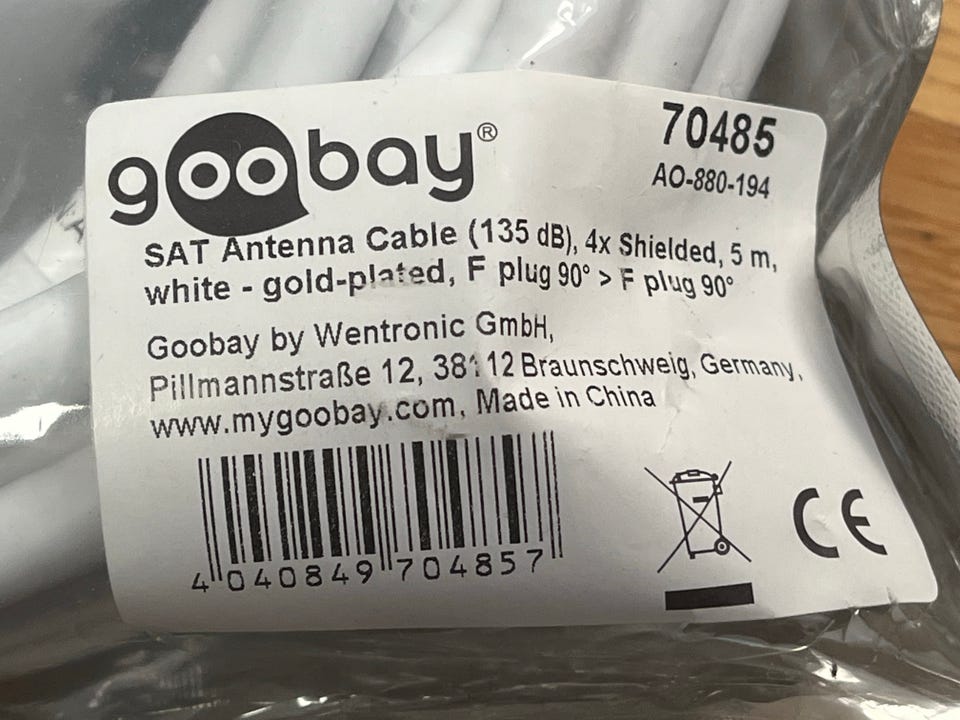 goobay®
70485
AO-880-194
SAT Antenna Cable (135 dB), 4x Shielded, 5 m,
white - gold-plated, F plug 90° > F plug 90°
Goobay by Wentronic GmbH,
Pillmannstraße 12, 38112 Braunschweig, Germany,
www.mygoobay.com, Made in China
4 040849 704857
CE